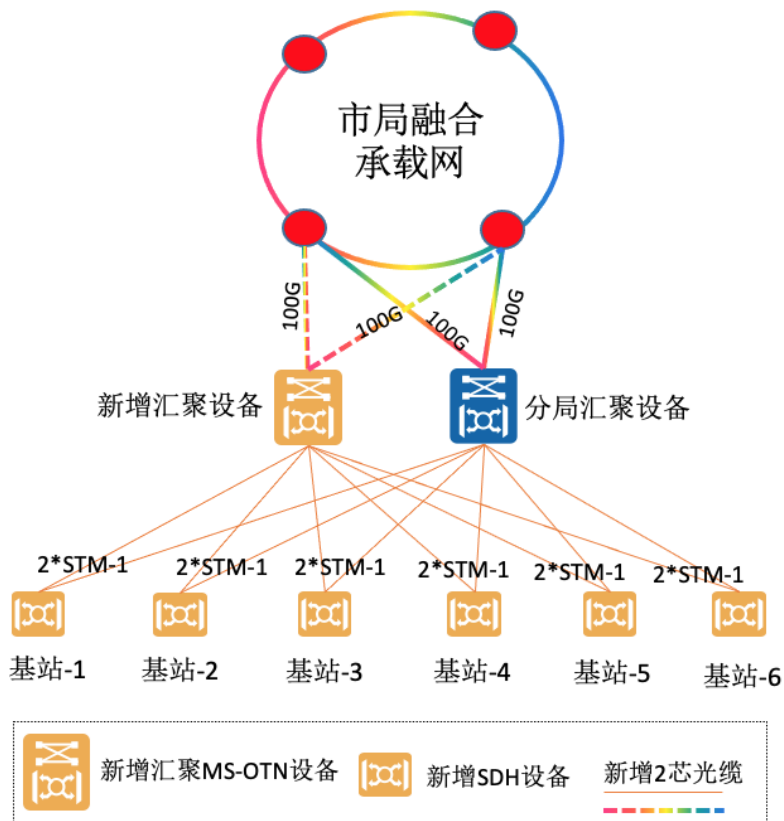 市局融合
承载网
100G
100G
100G
100G
新增汇聚设备
分局汇聚设备
2*STM-1
2*STM-1
2*STM-1
2*STM-1
2*STM-1
2*STM-1
基站-1
基站-2
基站-3
基站-4
基站-5
基站-6
新增汇聚MS-OTN设备
新增SDH设备
新增2芯光缆